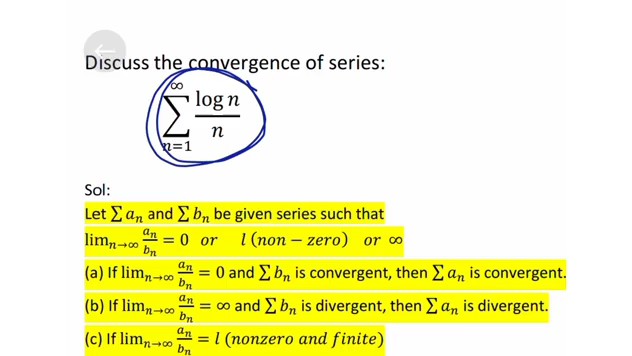 Discuss the convergence of series:
∞
∑ log n / n
n=1
Sol:
Let ∑ aₙ and ∑ bₙ be given series such that
limₙ→∞ aₙ/bₙ = 0 or l (non − zero) or ∞
(a) If limₙ→∞ aₙ/bₙ = 0 and ∑ bₙ is convergent, then ∑ aₙ is convergent.
(b) If limₙ→∞ aₙ/bₙ = ∞ and ∑ bₙ is divergent, then ∑ aₙ is divergent.
(c) If limₙ→∞ aₙ/bₙ = l (nonzero and finite)